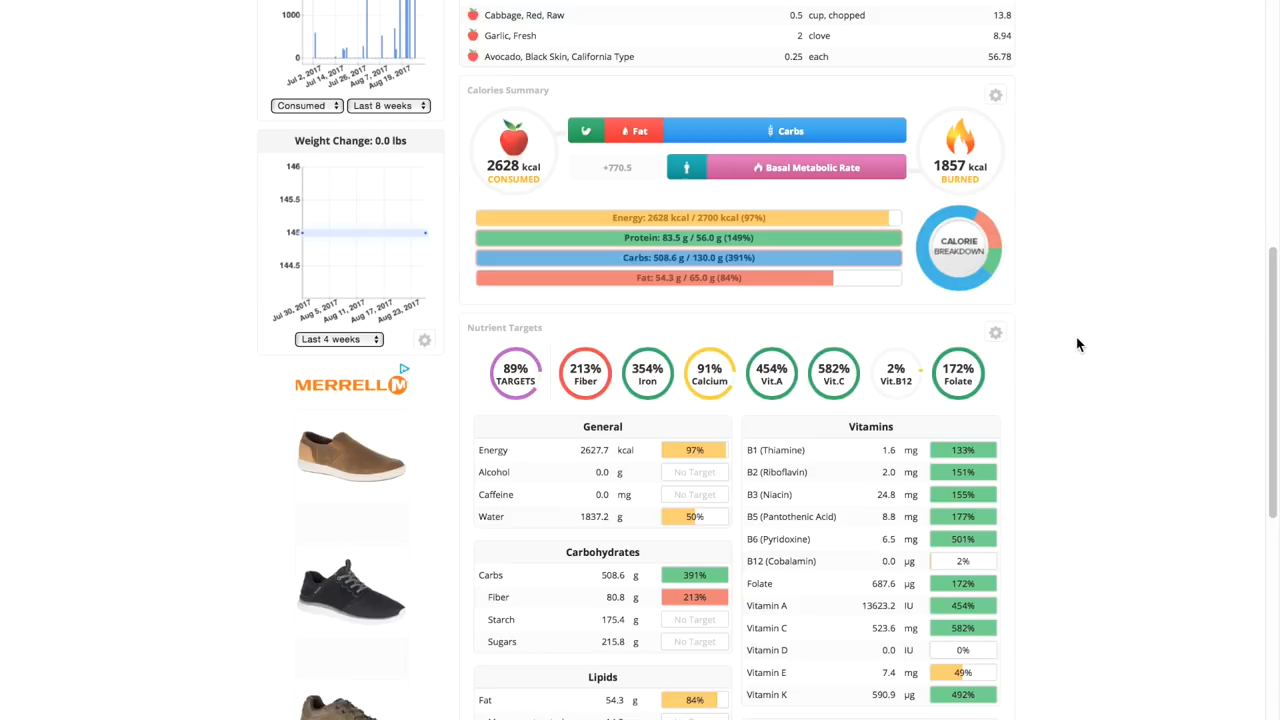 1000
0
Jul 2, 2017
Jul 14, 2017
Jul 26, 2017
Aug 7, 2017
Aug 19, 2017
Consumed
Last 8 weeks
Weight Change: 0.0 lbs
146
145.5
145
144.5
Jul 30, 2017
Aug 5, 2017
Aug 11, 2017
Aug 17, 2017
Aug 23, 2017
Last 4 weeks
MERRELL
Cabbage, Red, Raw 0.5 cup, chopped 13.8
Garlic, Fresh 2 clove 8.94
Avocado, Black Skin, California Type 0.25 each 56.78
Calories Summary
2628 kcal
CONSUMED
Fat Carbs
+770.5 Basal Metabolic Rate
1857 kcal
BURNED
Energy: 2628 kcal / 2700 kcal (97%)
Protein: 83.5 g / 56.0 g (149%)
Carbs: 508.6 g / 130.0 g (391%)
Fat: 54.3 g / 65.0 g (84%)
CALORIE
BREAKDOWN
Nutrient Targets
89% TARGETS
213% Fiber
354% Iron
91% Calcium
454% Vit.A
582% Vit.C
2% Vit.B12
172% Folate
General
Energy 2627.7 kcal 97%
Alcohol 0.0 g No Target
Caffeine 0.0 mg No Target
Water 1837.2 g 50%
Carbohydrates
Carbs 508.6 g 391%
Fiber 80.8 g 213%
Starch 175.4 g No Target
Sugars 215.8 g No Target
Lipids
Fat 54.3 g 84%
Vitamins
B1 (Thiamine) 1.6 mg 133%
B2 (Riboflavin) 2.0 mg 151%
B3 (Niacin) 24.8 mg 155%
B5 (Pantothenic Acid) 8.8 mg 177%
B6 (Pyridoxine) 6.5 mg 501%
B12 (Cobalamin) 0.0 µg 2%
Folate 687.6 µg 172%
Vitamin A 13623.2 IU 454%
Vitamin C 523.6 mg 582%
Vitamin D 0.0 IU 0%
Vitamin E 7.4 mg 49%
Vitamin K 590.9 µg 492%